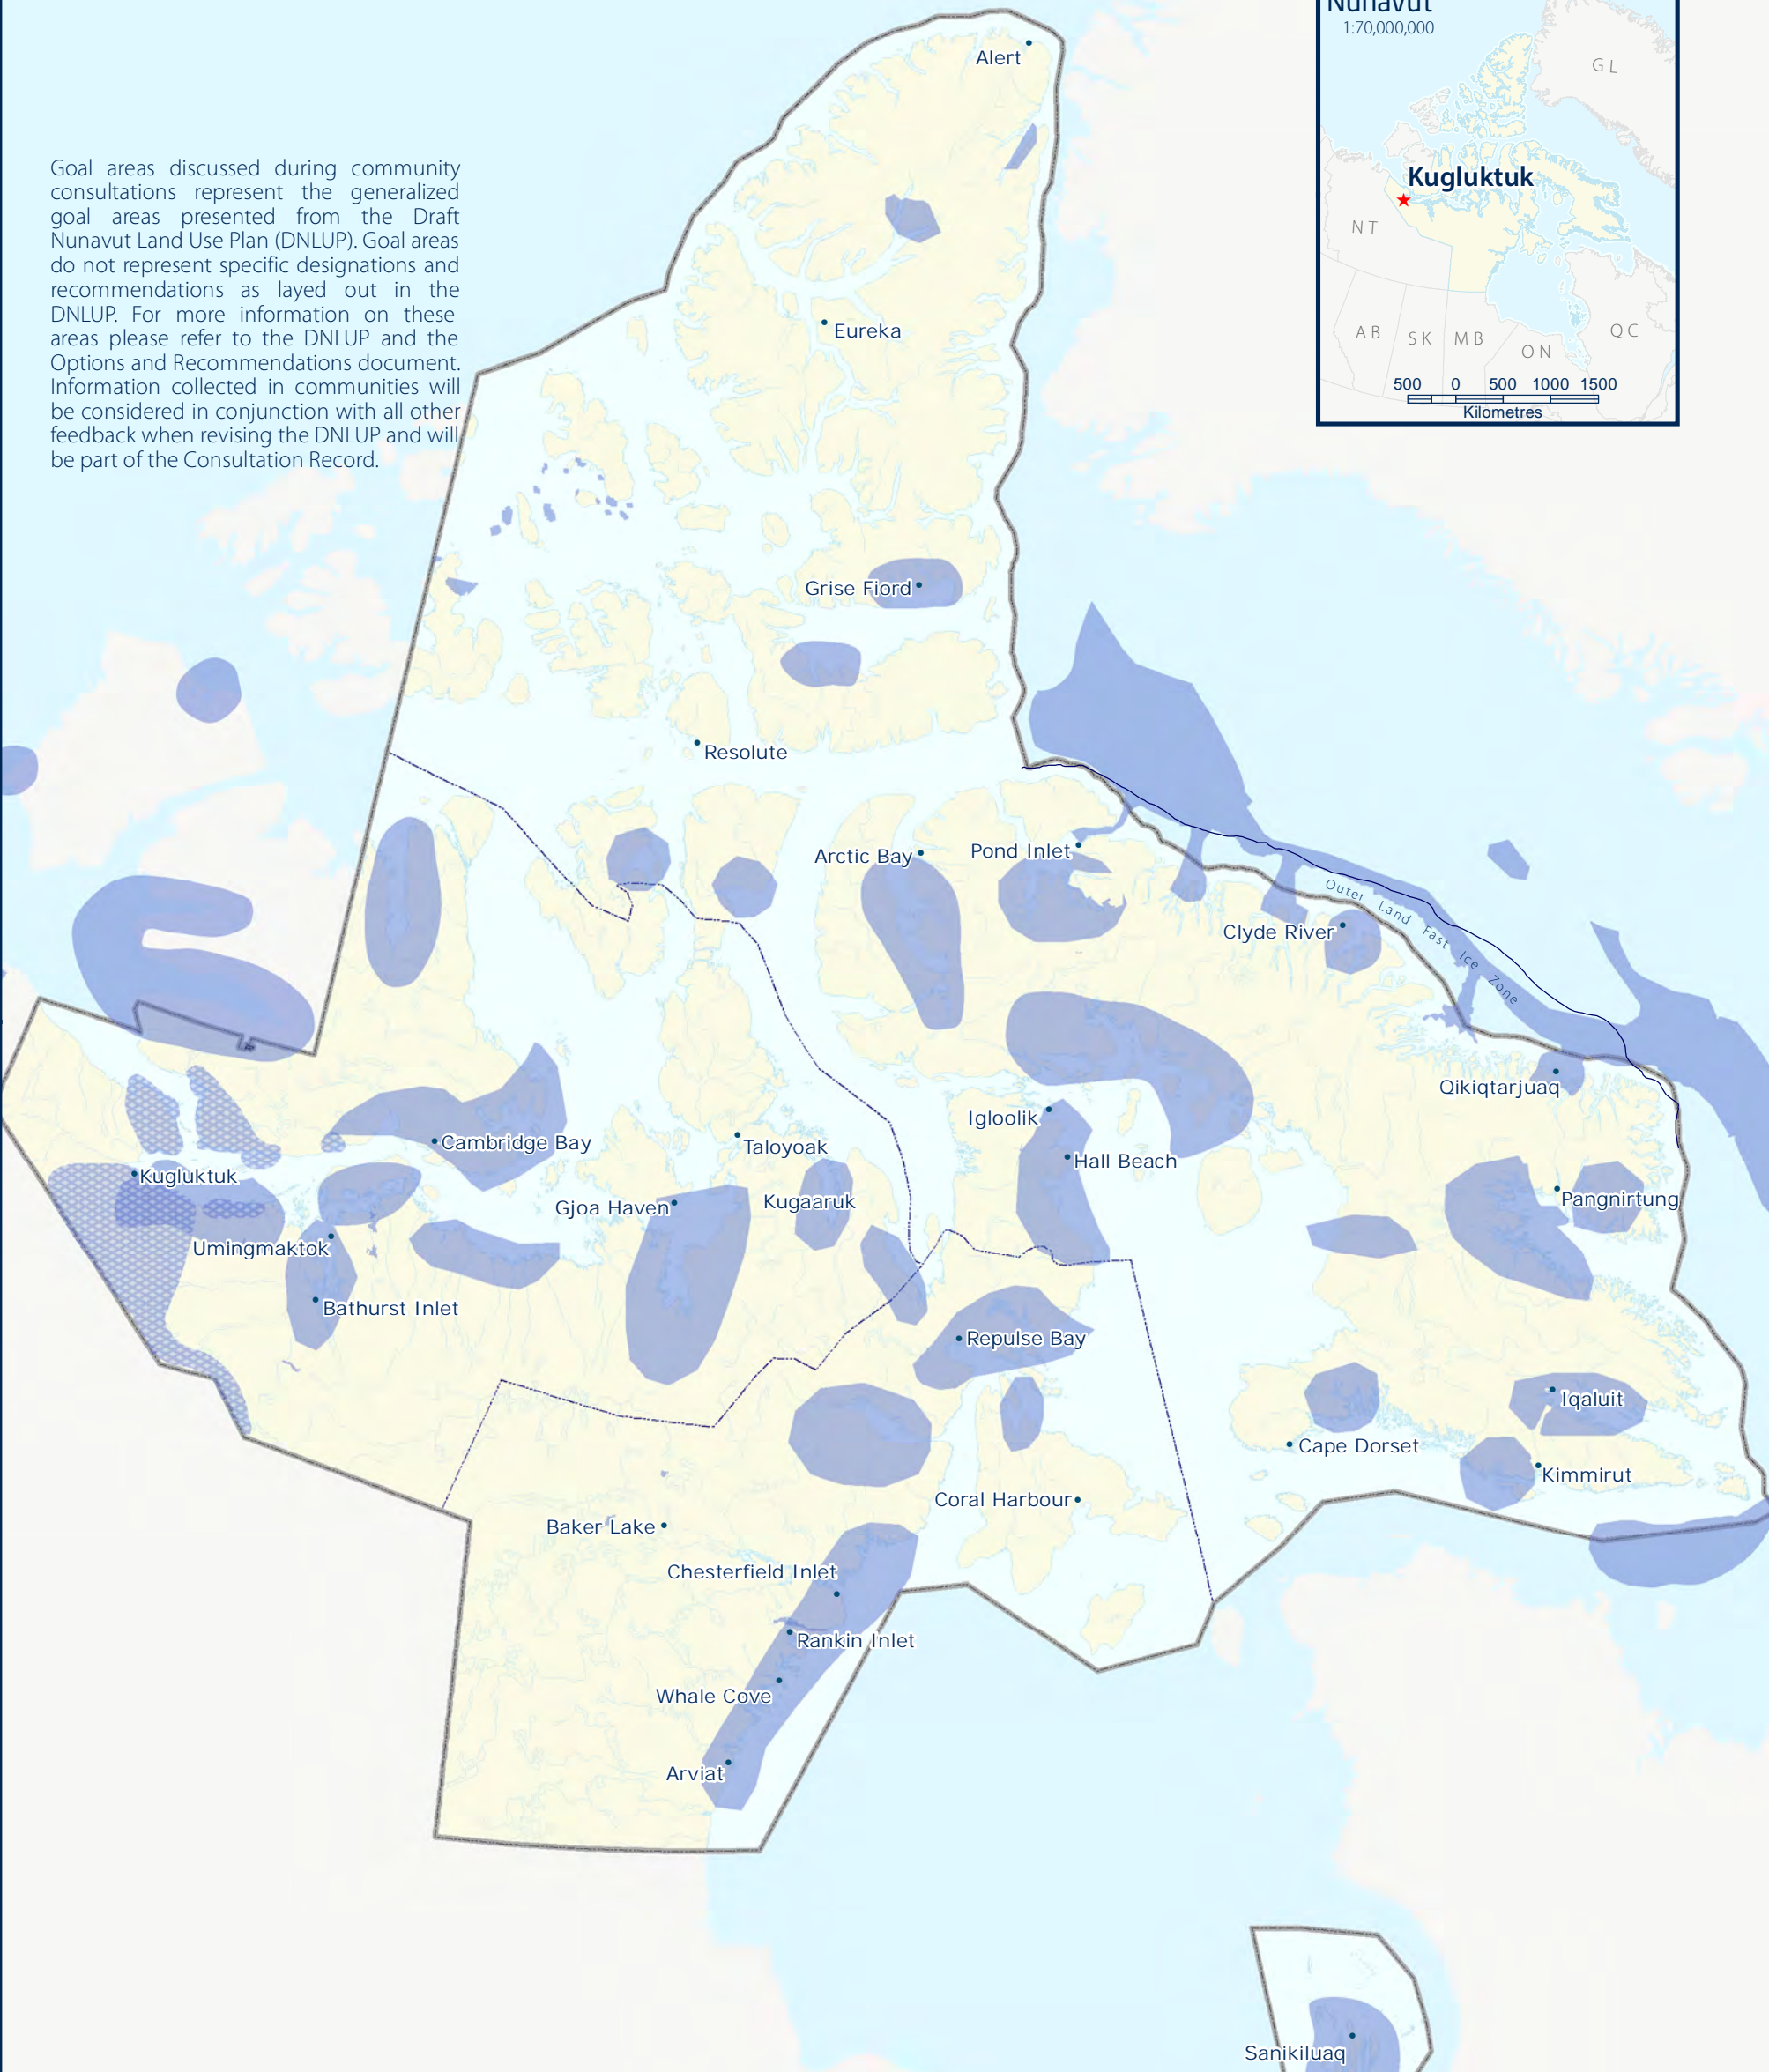 Nunavut
1:70,000,000
GL
Kugluktuk
NT
AB
SK
MB
ON
QC
500 0 500 1000 1500
Kilometres
Goal areas discussed during community
consultations represent the generalized
goal areas presented from the Draft
Nunavut Land Use Plan (DNLUP). Goal areas
do not represent specific designations and
recommendations as layed out in the
DNLUP. For more information on these
areas please refer to the DNLUP and the
Options and Recommendations document.
Information collected in communities will
be considered in conjunction with all other
feedback when revising the DNLUP and will
be part of the Consultation Record.
Alert
Eureka
Grise Fiord
Resolute
Arctic Bay
Pond Inlet
Outer Land Fast Ice Zone
Clyde River
Qikiqtarjuaq
Igloolik
Cambridge Bay
Taloyoak
Hall Beach
Kugluktuk
Gjoa Haven
Kugaaruk
Pangnirtung
Umingmaktok
Bathurst Inlet
Repulse Bay
Iqaluit
Cape Dorset
Kimmirut
Coral Harbour
Baker Lake
Chesterfield Inlet
Rankin Inlet
Whale Cove
Arviat
Sanikiluaq